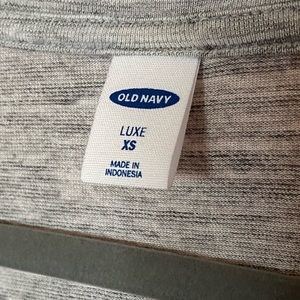 OLD NAVY
LUXE
XS
MADE IN
INDONESIA